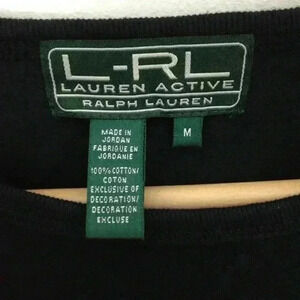 L-RL
LAUREN ACTIVE
RALPH LAUREN
M
MADE IN
JORDAN
FABRIQUE EN
JORDANIE
100% COTTON/
COTON
EXCLUSIVE OF
DECORATION/
DECORATION
EXCLUSE